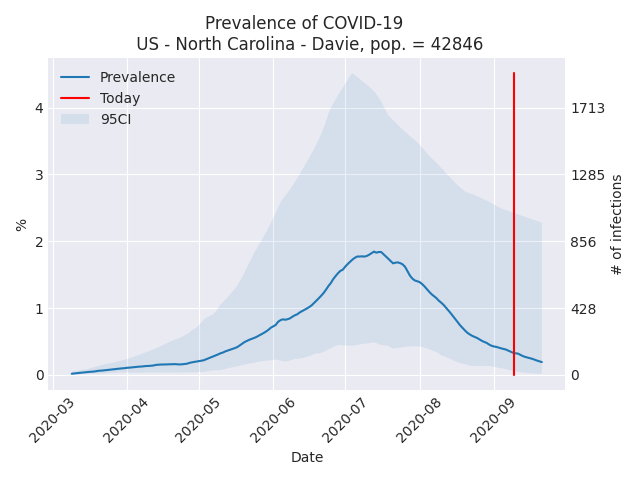 Prevalence of COVID-19
US - North Carolina - Davie, pop. = 42846
Prevalence
Today
95CI
%
4
3
2
1
0
1713
1285
856
428
0
# of infections
2020-03
2020-04
2020-05
2020-06
2020-07
2020-08
2020-09
Date